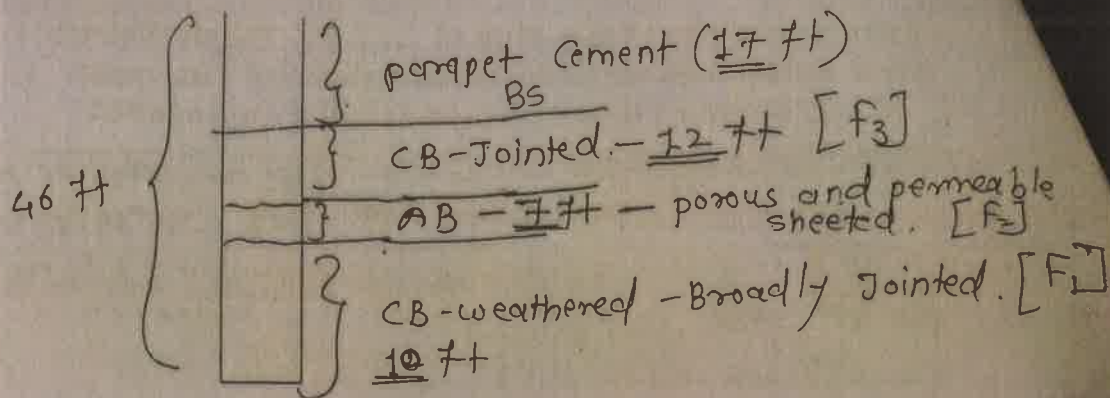 parapet Cement (17 ft)
BS
CB-Jointed. - 12 ft [F3]
46 ft
AB - 7 ft - porous and permeable
sheeted. [F2]
CB-weathered - Broadly Jointed. [F1]
10 ft